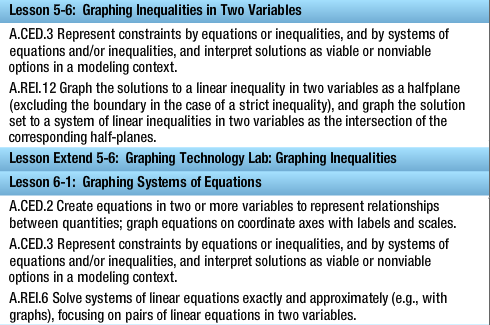 Lesson 5-6: Graphing Inequalities in Two Variables
A.CED.3 Represent constraints by equations or inequalities, and by systems of
equations and/or inequalities, and interpret solutions as viable or nonviable
options in a modeling context.
A.REI.12 Graph the solutions to a linear inequality in two variables as a halfplane
(excluding the boundary in the case of a strict inequality), and graph the solution
set to a system of linear inequalities in two variables as the intersection of the
corresponding half-planes.
Lesson Extend 5-6: Graphing Technology Lab: Graphing Inequalities
Lesson 6-1: Graphing Systems of Equations
A.CED.2 Create equations in two or more variables to represent relationships
between quantities; graph equations on coordinate axes with labels and scales.
A.CED.3 Represent constraints by equations or inequalities, and by systems of
equations and/or inequalities, and interpret solutions as viable or nonviable
options in a modeling context.
A.REI.6 Solve systems of linear equations exactly and approximately (e.g., with
graphs), focusing on pairs of linear equations in two variables.